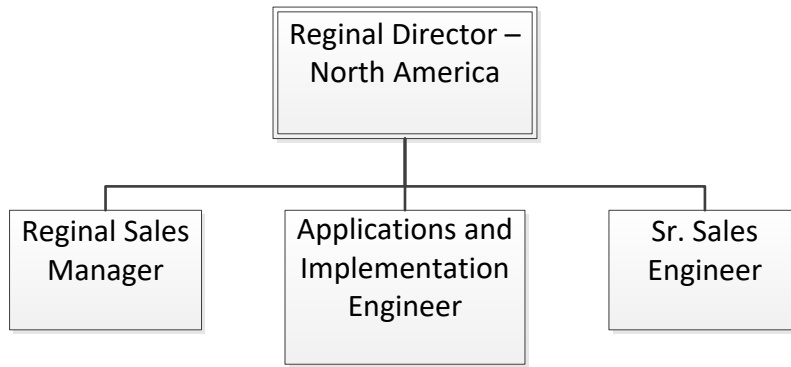 Reginal Director –
North America
Reginal Sales
Manager
Applications and
Implementation
Engineer
Sr. Sales
Engineer